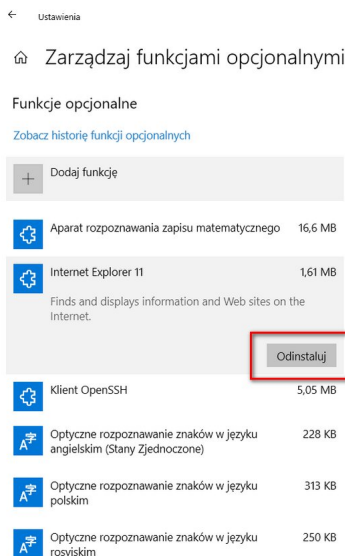 Ustawienia
Zarządzaj funkcjami opcjonalnymi
Funkcje opcjonalne
Zobacz historię funkcji opcjonalnych
Dodaj funkcję
Aparat rozpoznawania zapisu matematycznego 16,6 MB
Internet Explorer 11 1,61 MB
Finds and displays information and Web sites on the
Internet.
Odinstaluj
Klient OpenSSH 5,05 MB
Optyczne rozpoznawanie znaków w języku 228 KB
angielskim (Stany Zjednoczone)
Optyczne rozpoznawanie znaków w języku 313 KB
polskim
Optyczne rozpoznawanie znaków w języku 250 KB
rosyjskim